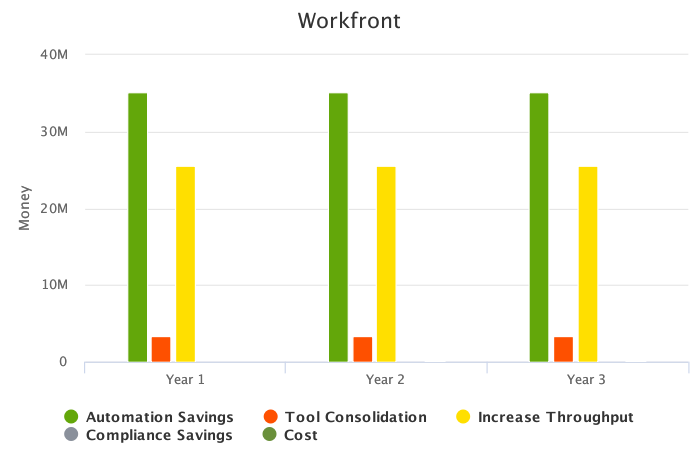 Workfront
40M
30M
20M
10M
0
Money
Year 1 Year 2 Year 3
Automation Savings Tool Consolidation Increase Throughput
Compliance Savings Cost